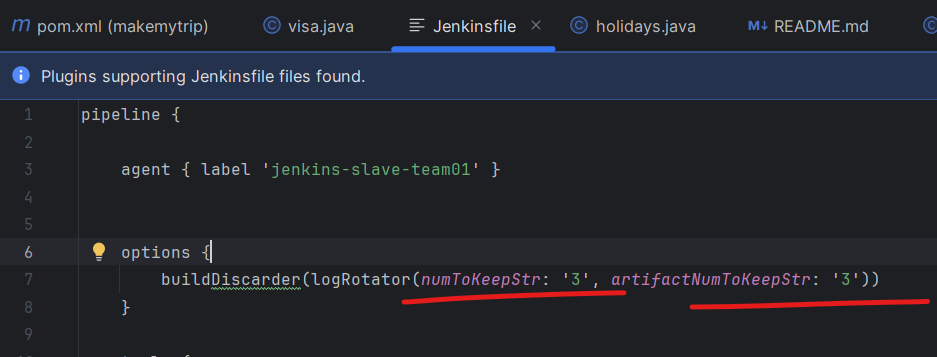 m pom.xml (makemytrip) © visa.java Jenkinsfile × © holidays.java M↓ README.md ©
i Plugins supporting Jenkinsfile files found.
1 pipeline {
2
3 agent { label 'jenkins-slave-team01' }
4
5
6 options {
7 buildDiscarder(logRotator(numToKeepStr: '3', artifactNumToKeepStr: '3'))
8 }
9